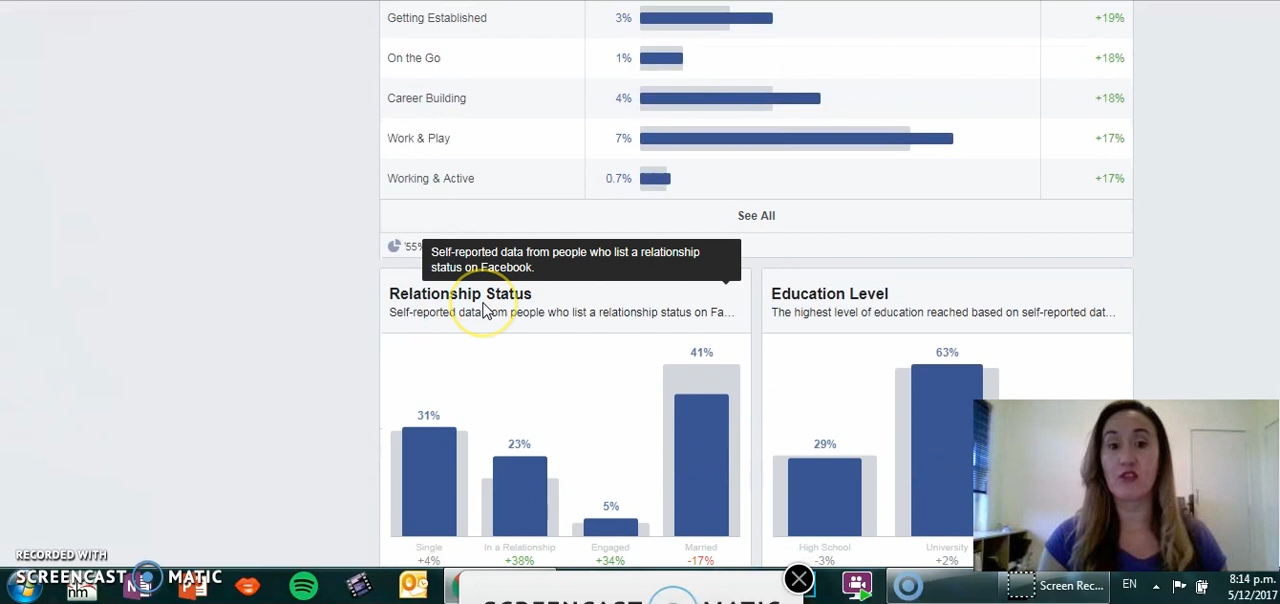 Getting Established 3% +19%
On the Go 1% +18%
Career Building 4% +18%
Work & Play 7% +17%
Working & Active 0.7% +17%
See All
Self-reported data from people who list a relationship
status on Facebook.
Relationship Status
Self-reported data from people who list a relationship status on Fa...
31% 23% 5% 41%
Single In a Relationship Engaged Married
+4% +38% +34% -17%
Education Level
The highest level of education reached based on self-reported dat...
29% 63%
High School University
-3% +2%
RECORDED WITH
SCREENCAST MATIC
SCREENCAST MATIC
Screen Rec...
EN
8:14 p.m.
5/12/2017